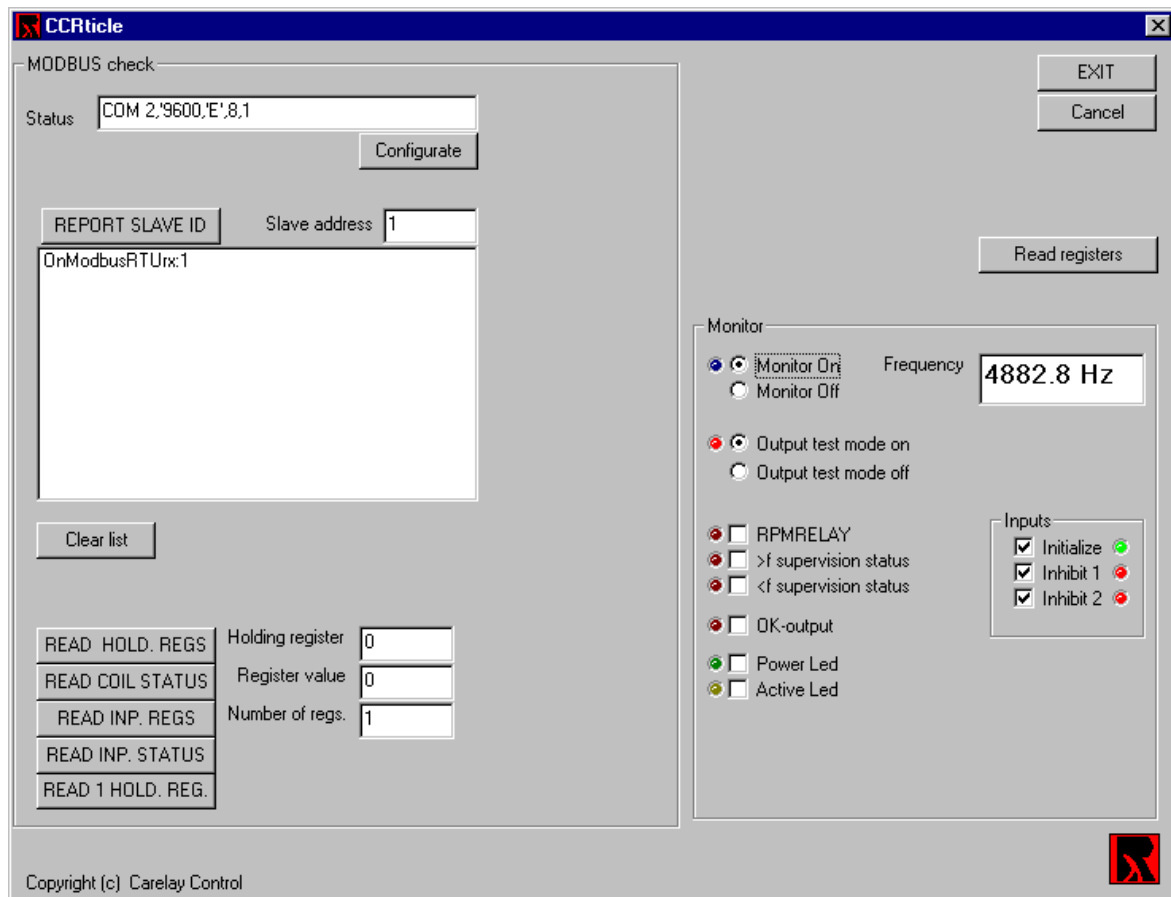 CCRticle
MODBUS check
Status COM 2,'9600,'E',8,1
Configurate
EXIT
Cancel
REPORT SLAVE ID Slave address 1
OnModbusRTUrx:1
Read registers
Clear list
READ HOLD. REGS Holding register 0
READ COIL STATUS Register value 0
READ INP. REGS Number of regs. 1
READ INP. STATUS
READ 1 HOLD. REG.
Monitor
Monitor On Frequency 4882.8 Hz
Monitor Off
Output test mode on
Output test mode off
RPMRELAY
>f supervision status
<f supervision status
OK-output
Power Led
Active Led
Inputs
Initialize
Inhibit 1
Inhibit 2
Copyright (c) Carelay Control